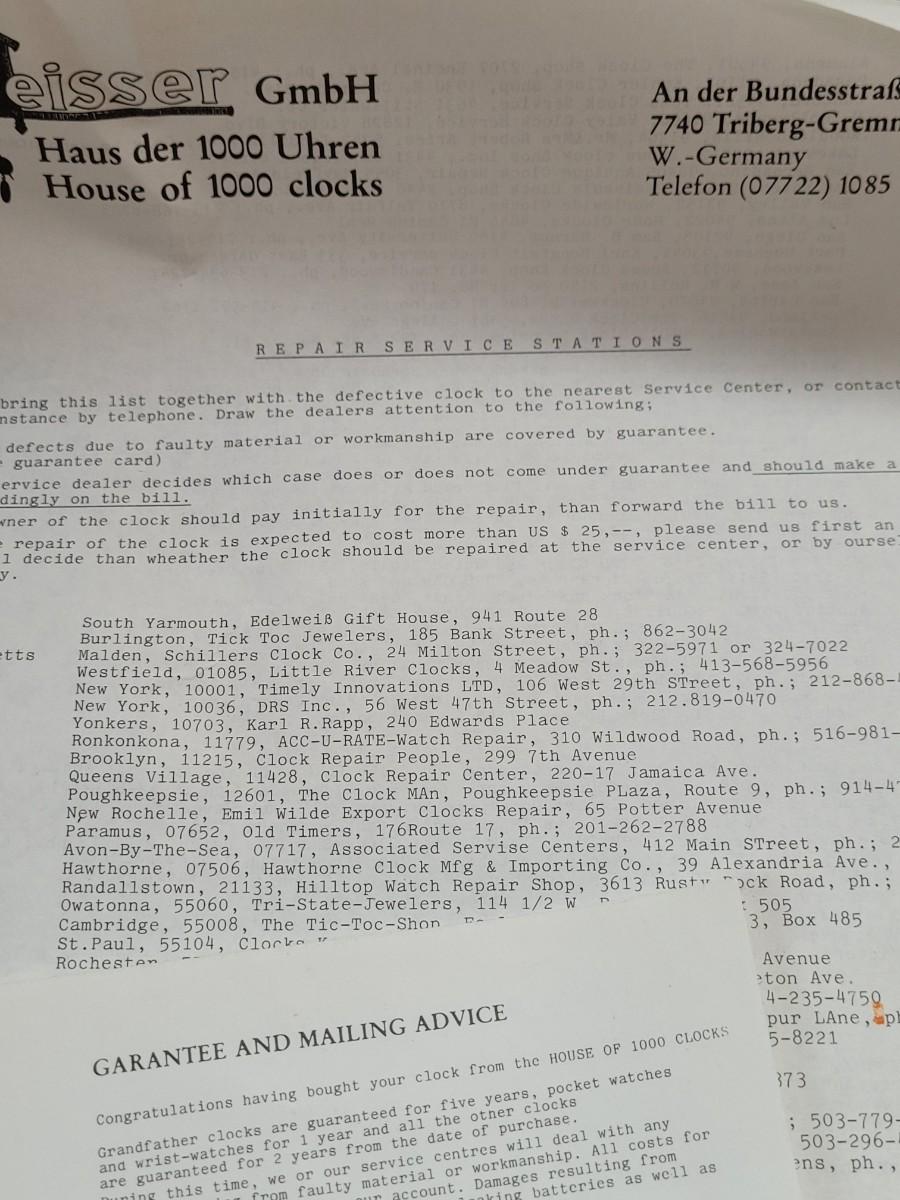 eisser GmbH
Haus der 1000 Uhren
House of 1000 clocks
An der Bundesstraß
7740 Triberg-Grem
W.-Germany
Telefon (07722) 1085
REPAIR SERVICE STATIONS
bring this list together with the defective clock to the nearest Service Center, or contact
nstance by telephone. Draw the dealers attention to the following;
defects due to faulty material or workmanship are covered by guarantee.
guarantee card)
ervice dealer decides which case does or does not come under guarantee and should make a
dingly on the bill.
wner of the clock should pay initially for the repair, than forward the bill to us.
repair of the clock is expected to cost more than US $ 25,--, please send us first an
l decide than wheather the clock should be repaired at the service center, or by ourse
y.
South Yarmouth, Edelweiß Gift House, 941 Route 28
Burlington, Tick Toc Jewelers, 185 Bank Street, ph.; 862-3042
etts Malden, Schillers Clock Co., 24 Milton Street, ph.; 322-5971 or 324-7022
Westfield, 01085, Little River Clocks, 4 Meadow St., ph.; 413-568-5956
New York, 10001, Timely Innovations LTD, 106 West 29th STreet, ph.; 212-868-
New York, 10036, DRS Inc., 56 West 47th Street, ph.; 212.819-0470
Yonkers, 10703, Karl R.Rapp, 240 Edwards Place
Ronkonkona, 11779, ACC-U-RATE-Watch Repair, 310 Wildwood Road, ph.; 516-981-
Brooklyn, 11215, Clock Repair People, 299 7th Avenue
Queens Village, 11428, Clock Repair Center, 220-17 Jamaica Ave.
Poughkeepsie, 12601, The Clock MAn, Poughkeepsie PLaza, Route 9, ph.; 914-4
New Rochelle, Emil Wilde Export Clocks Repair, 65 Potter Avenue
Paramus, 07652, Old Timers, 176Route 17, ph.; 201-262-2788
Avon-By-The-Sea, 07717, Associated Servise Centers, 412 Main STreet, ph.; 2
Hawthorne, 07506, Hawthorne Clock Mfg & Importing Co., 39 Alexandria Ave.,
Randallstown, 21133, Hilltop Watch Repair Shop, 3613 Rusty ock Road, ph.;
Owatonna, 55060, Tri-State-Jewelers, 114 1/2 W : 505
Cambridge, 55008, The Tic-Toc-Shop 3, Box 485
St.Paul, 55104, Clocks
Rochester
Avenue
eton Ave.
4-235-4750
pur LAne, ph
5-8221
373
; 503-779-
503-296-
ens, ph.,
GARANTEE AND MAILING ADVICE
Congratulations having bought your clock from the HOUSE OF 1000 CLOCKS
Grandfather clocks are guaranteed for five years, pocket watches
and wrist-watches for 1 year and all the other clocks
are guaranteed for 2 years from the date of purchase.
During this time, we or our service centres will deal with any
from faulty material or workmanship. All costs for
our account. Damages resulting from
batteries as well as